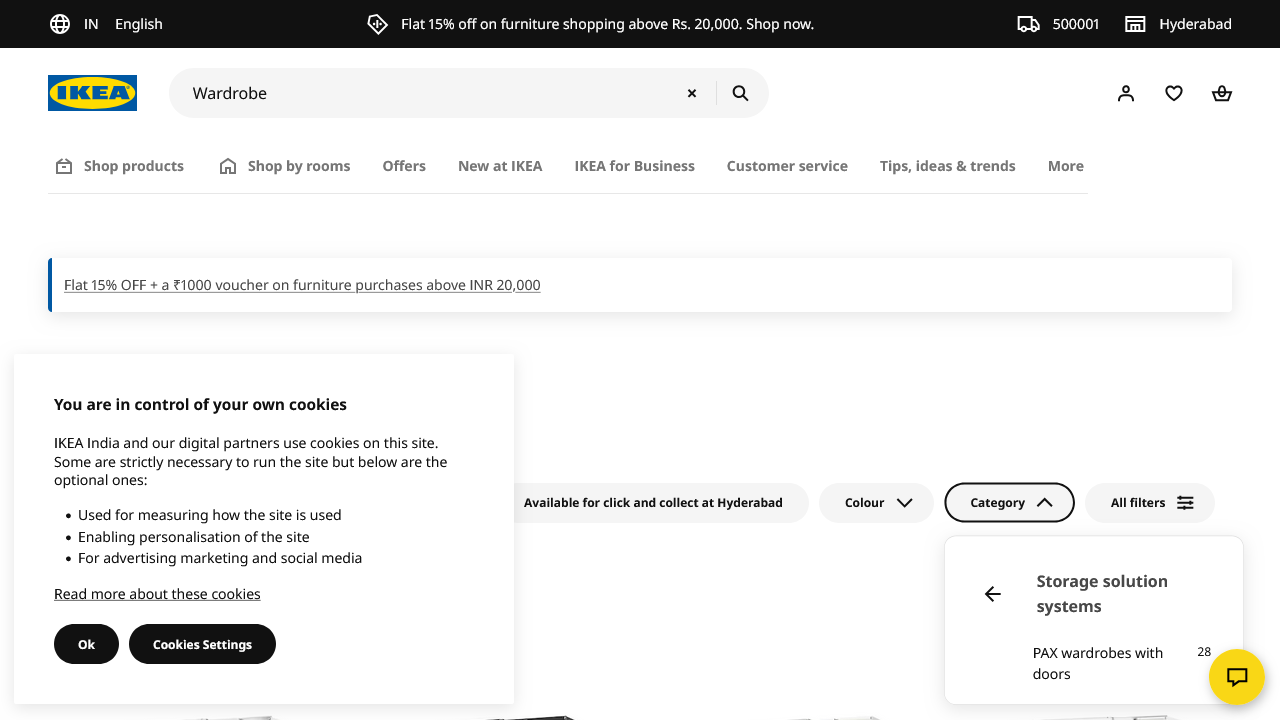 IN English
Flat 15% off on furniture shopping above Rs. 20,000. Shop now.
500001
Hyderabad
IKEA
Wardrobe
Shop products
Shop by rooms
Offers
New at IKEA
IKEA for Business
Customer service
Tips, ideas & trends
More
Flat 15% OFF + a ₹1000 voucher on furniture purchases above INR 20,000
You are in control of your own cookies
IKEA India and our digital partners use cookies on this site.
Some are strictly necessary to run the site but below are the
optional ones:
• Used for measuring how the site is used
• Enabling personalisation of the site
• For advertising marketing and social media
Read more about these cookies
Ok
Cookies Settings
Available for click and collect at Hyderabad
Colour
Category
All filters
Storage solution
systems
PAX wardrobes with 28
doors